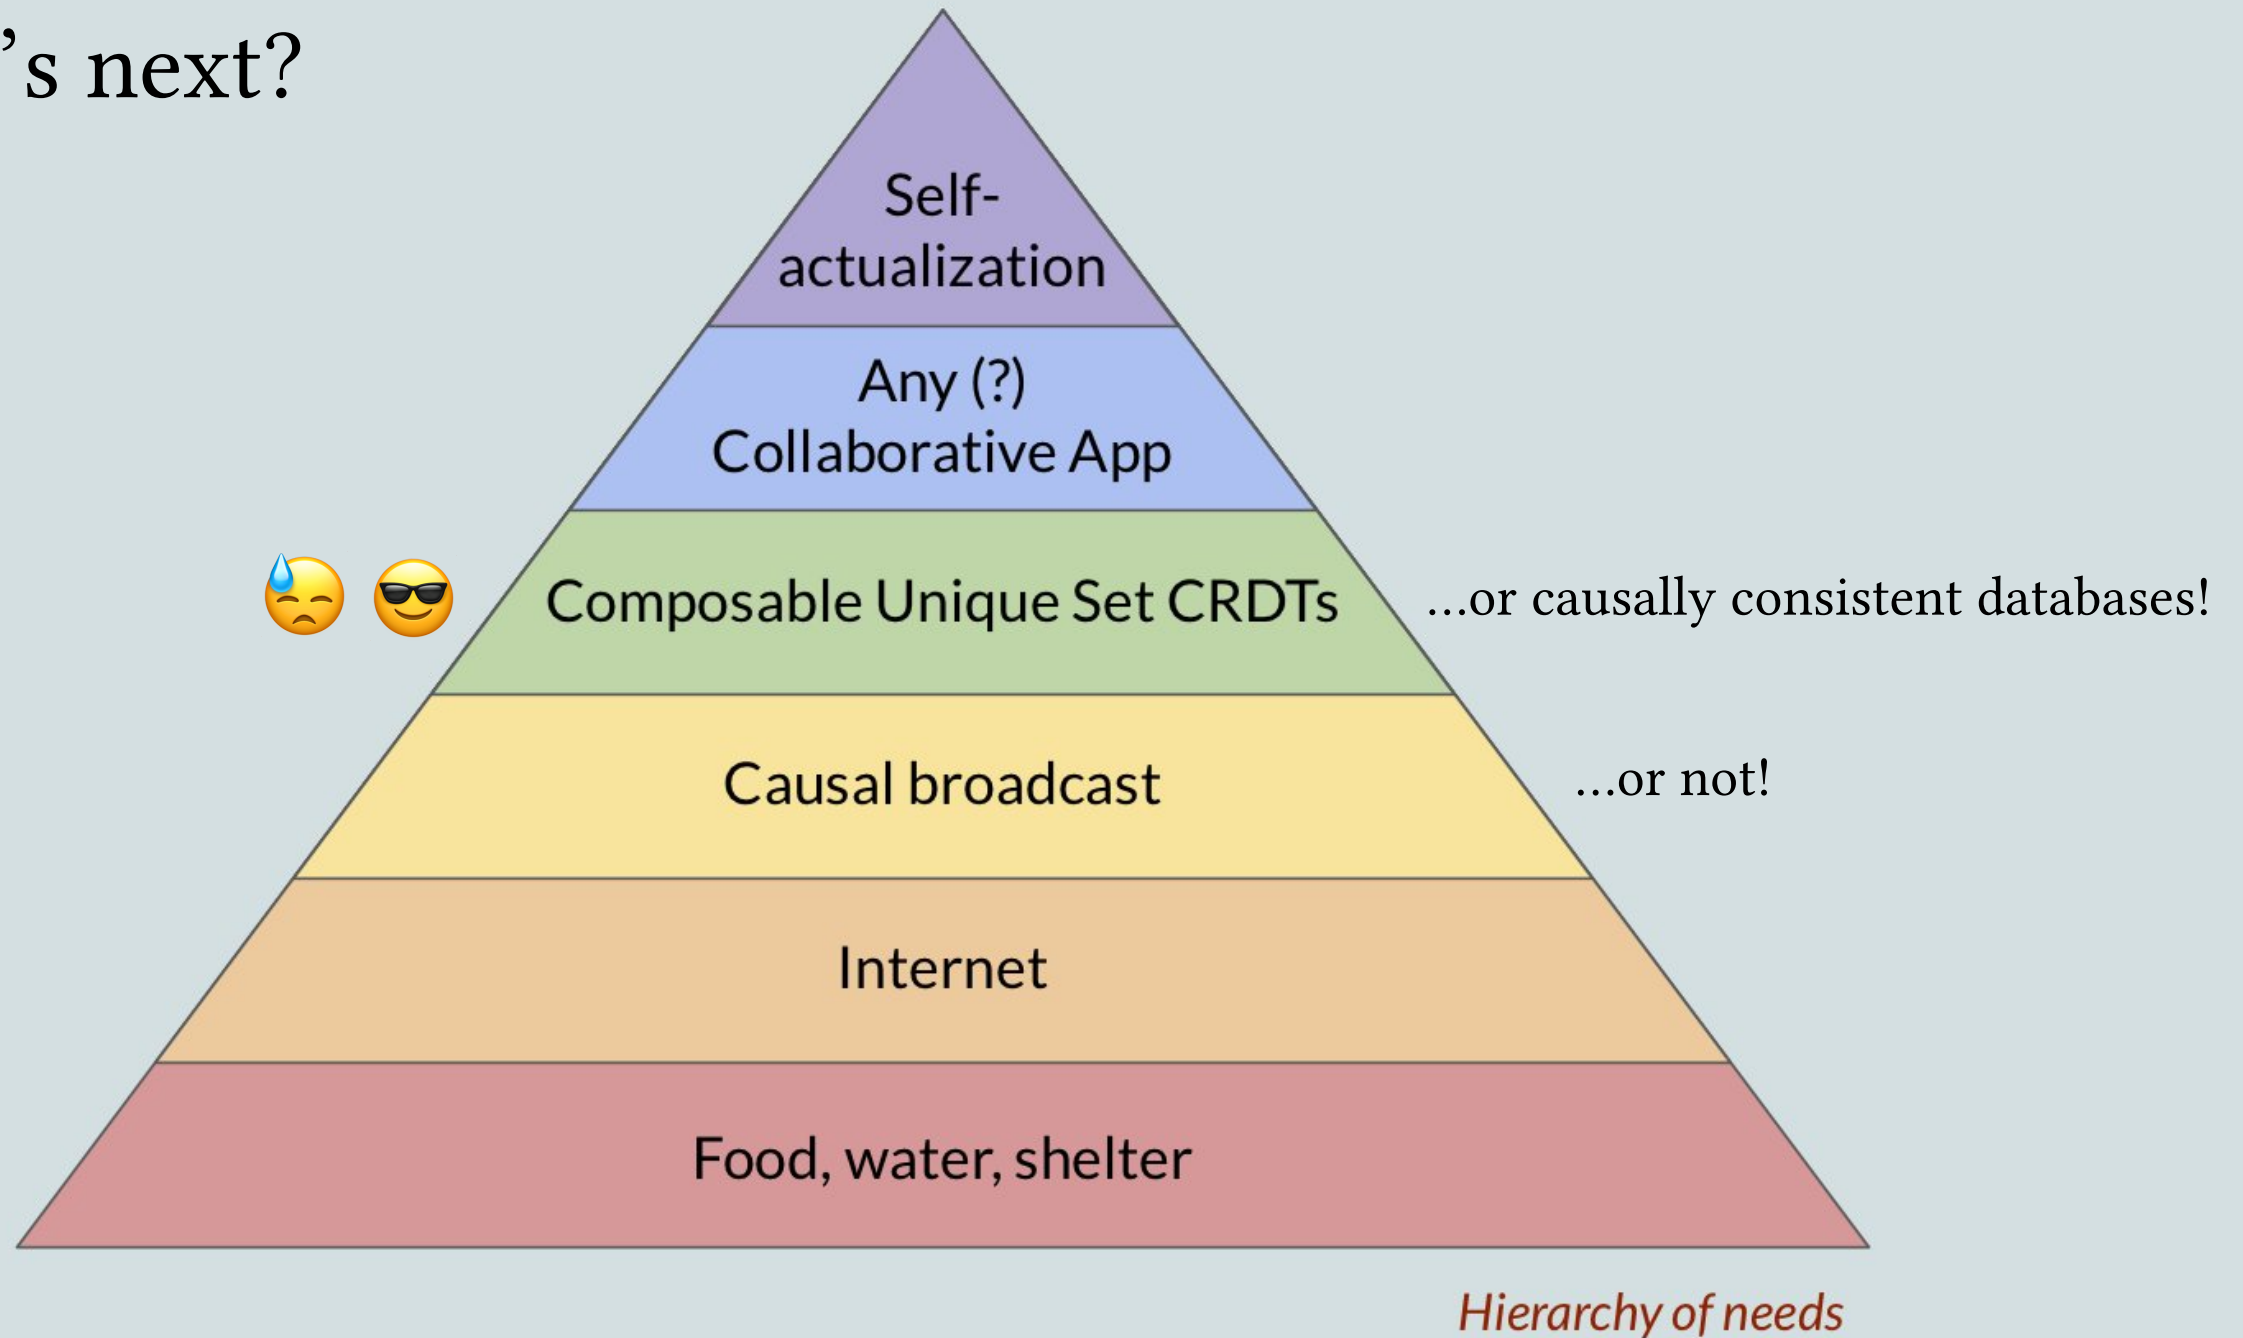 ’s next?
Self-
actualization
Any (?)
Collaborative App
Composable Unique Set CRDTs
...or causally consistent databases!
Causal broadcast
...or not!
Internet
Food, water, shelter
Hierarchy of needs